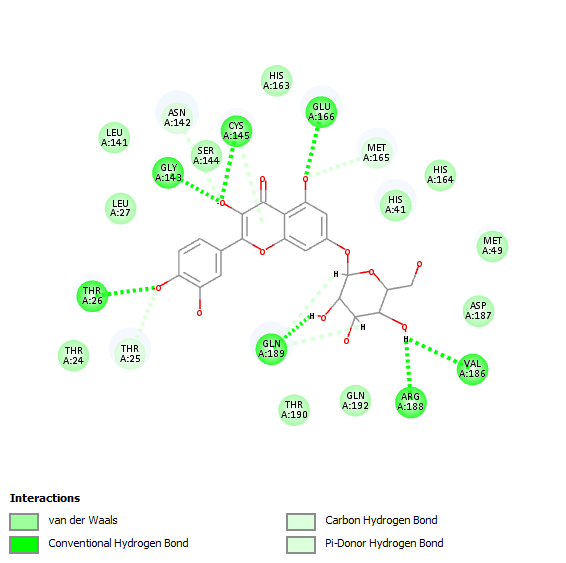 HIS
A:163
GLU
A:166
ASN
A:142
CYS
A:145
LEU
A:141
SER
A:144
MET
A:165
GLY
A:143
HIS
A:164
LEU
A:27
HIS
A:41
MET
A:49
THR
A:26
ASP
A:187
THR
A:24
THR
A:25
GLN
A:189
VAL
A:186
THR
A:190
GLN
A:192
ARG
A:188
O
O
O
O
O
O
O
O
O
O
O
O
H
H
H
H
Interactions
van der Waals
Conventional Hydrogen Bond
Carbon Hydrogen Bond
Pi-Donor Hydrogen Bond